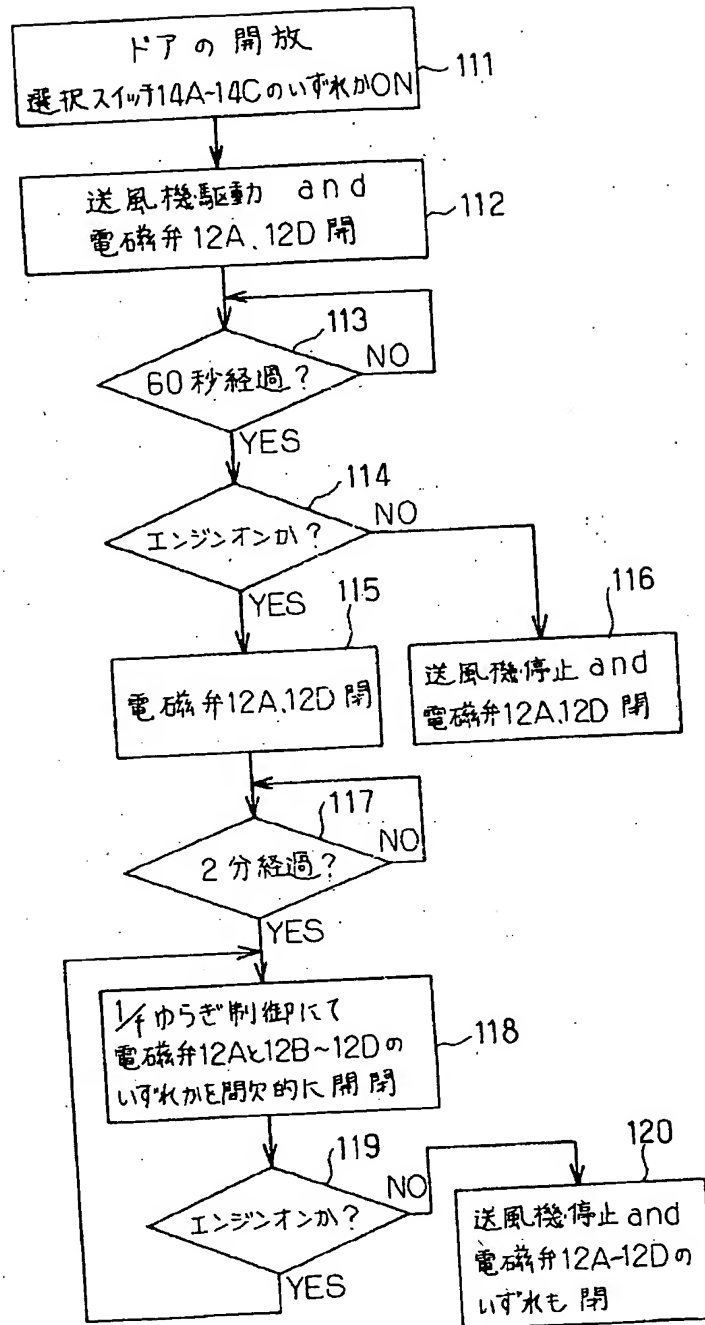 ドアの開放
選択スイッチ14A~14CのいずれかON
111
送風機駆動 and
電磁弁12A、12D 開
112
113
60秒経過?
NO
YES
114
エンジンオンか?
NO
YES
115
電磁弁12A、12D 閉
116
送風機停止 and
電磁弁12A、12D 閉
117
2分経過?
NO
YES
1/fゆらぎ制御にて
電磁弁12Aと12B~12Dの
いずれかを間欠的に開閉
118
119
エンジンオンか?
NO
YES
120
送風機停止 and
電磁弁12A~12Dの
いずれも 閉